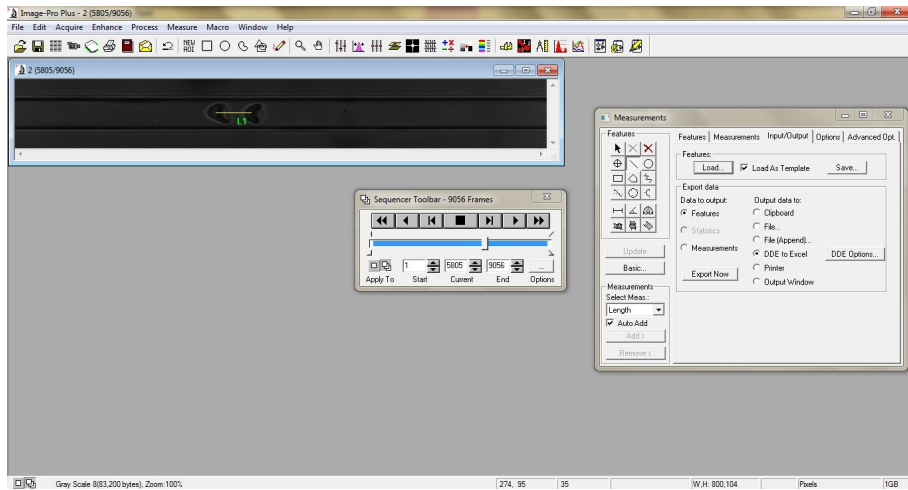 Image-Pro Plus - 2 (5805/9056)
File Edit Acquire Enhance Process Measure Macro Window Help
NEW
AOI
2 (5805/9056)
L1
Sequencer Toolbar - 9056 Frames
1 5805 9056 ...
Apply To Start Current End Options
Measurements
Features
Update
Basic...
Measurements
Select Meas.:
Length
Auto Add
Add >
Remove <
Features Measurements Input/Output Options Advanced Opt.
Features:
Load... Load As Template Save...
Export data
Data to output: Output data to:
Features Clipboard
Statistics File...
File (Append)...
Measurements DDE to Excel DDE Options...
Export Now Printer
Output Window
Gray Scale 8(83,200 bytes), Zoom:100% 274, 95 35 W,H: 800,104 Pixels 1GB